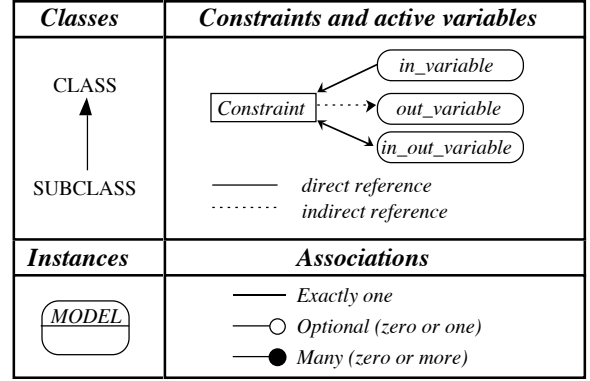 Classes
Constraints and active variables
CLASS
SUBCLASS
in_variable
Constraint
out_variable
in_out_variable
direct reference
indirect reference
Instances
Associations
MODEL
Exactly one
Optional (zero or one)
Many (zero or more)